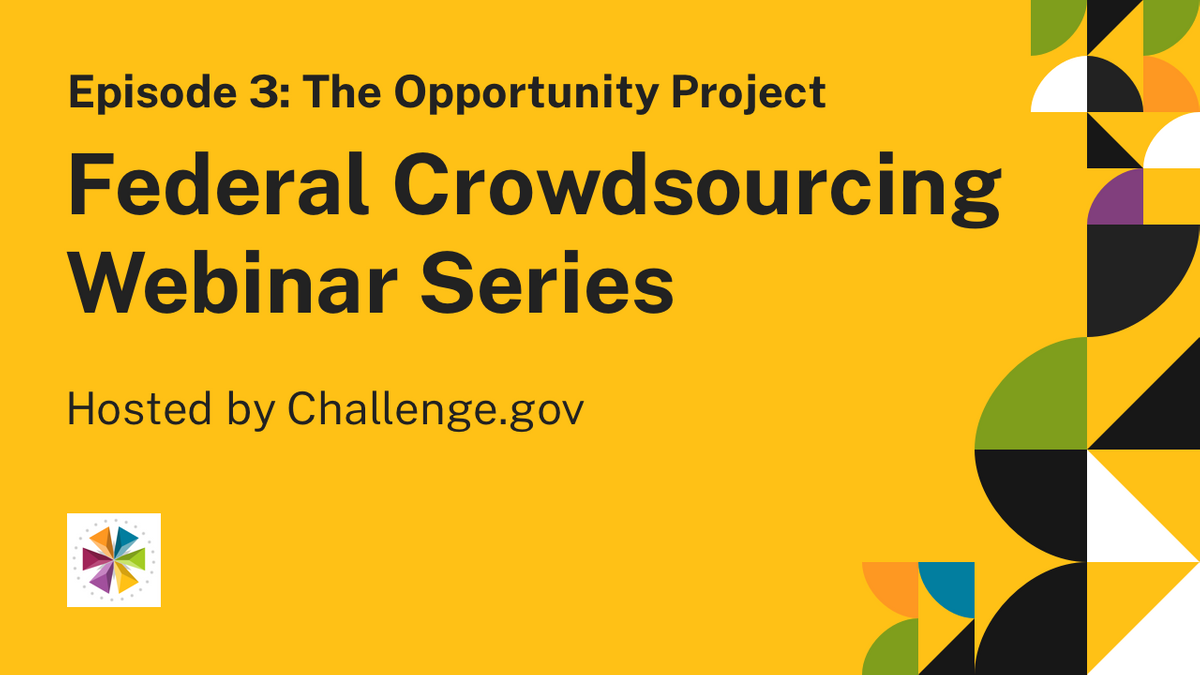 Episode 3: The Opportunity Project
Federal Crowdsourcing
Webinar Series
Hosted by Challenge.gov